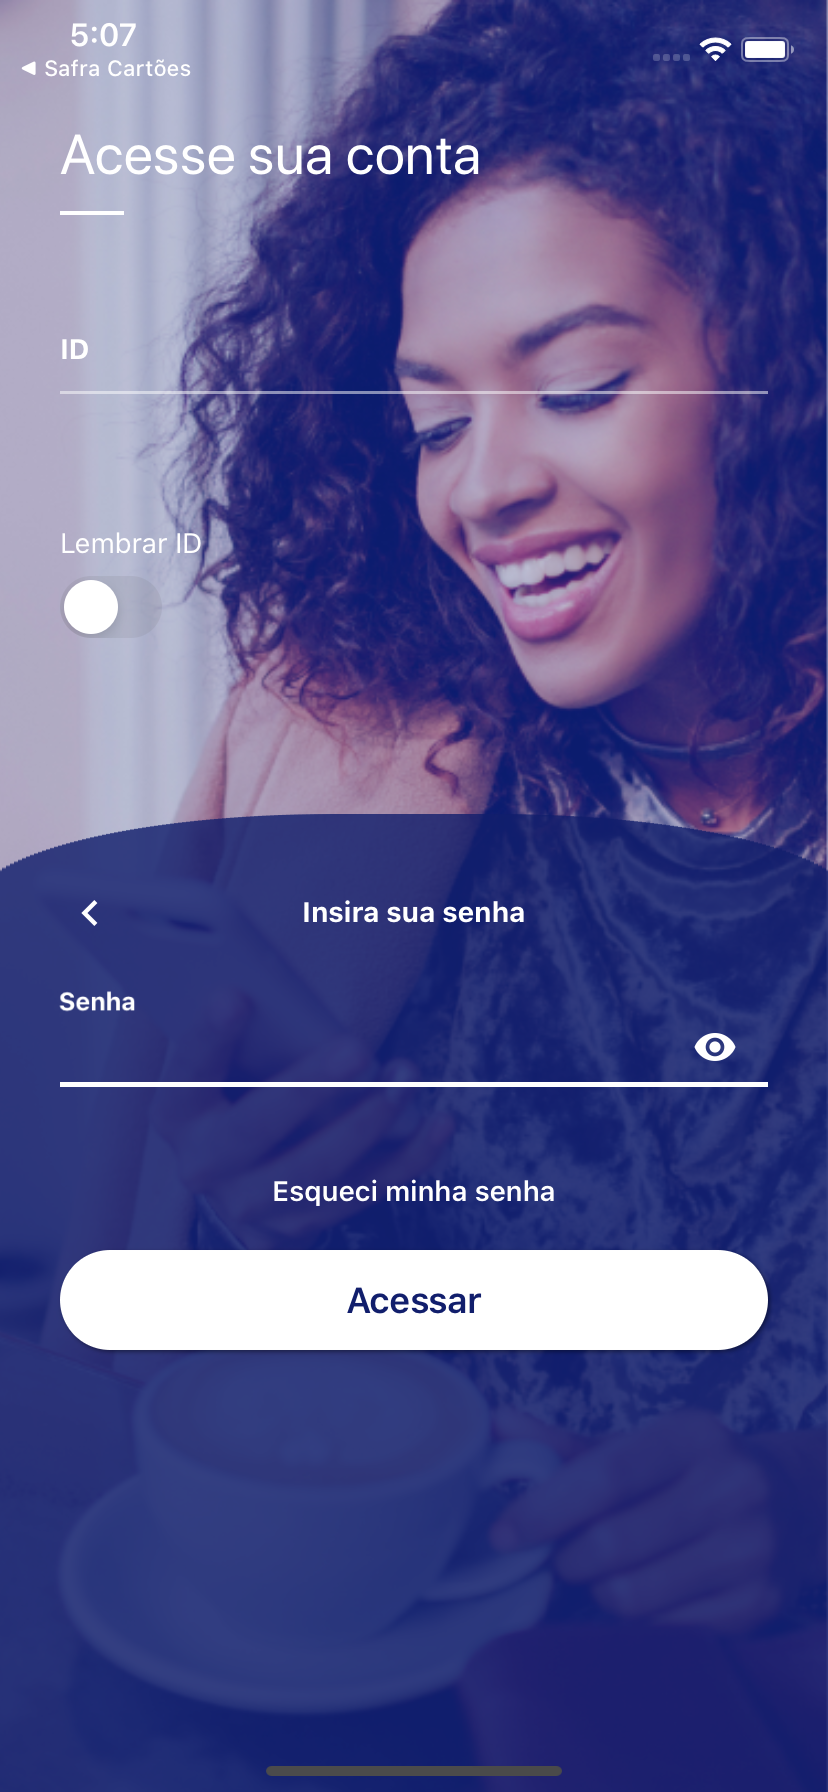 5:07
Safra Cartões
Acesse sua conta
ID
Lembrar ID
Insira sua senha
Senha
Esqueci minha senha
Acessar